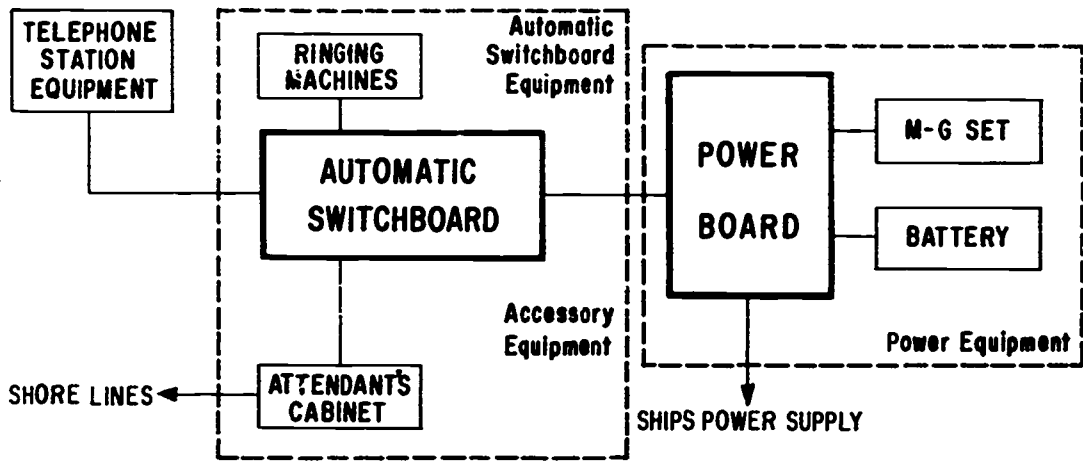 TELEPHONE
STATION
EQUIPMENT
RINGING
MACHINES
Automatic
Switchboard
Equipment
AUTOMATIC
SWITCHBOARD
Accessory
Equipment
ATTENDANT'S
CABINET
SHORE LINES
POWER
BOARD
M-G SET
BATTERY
Power Equipment
SHIPS POWER SUPPLY